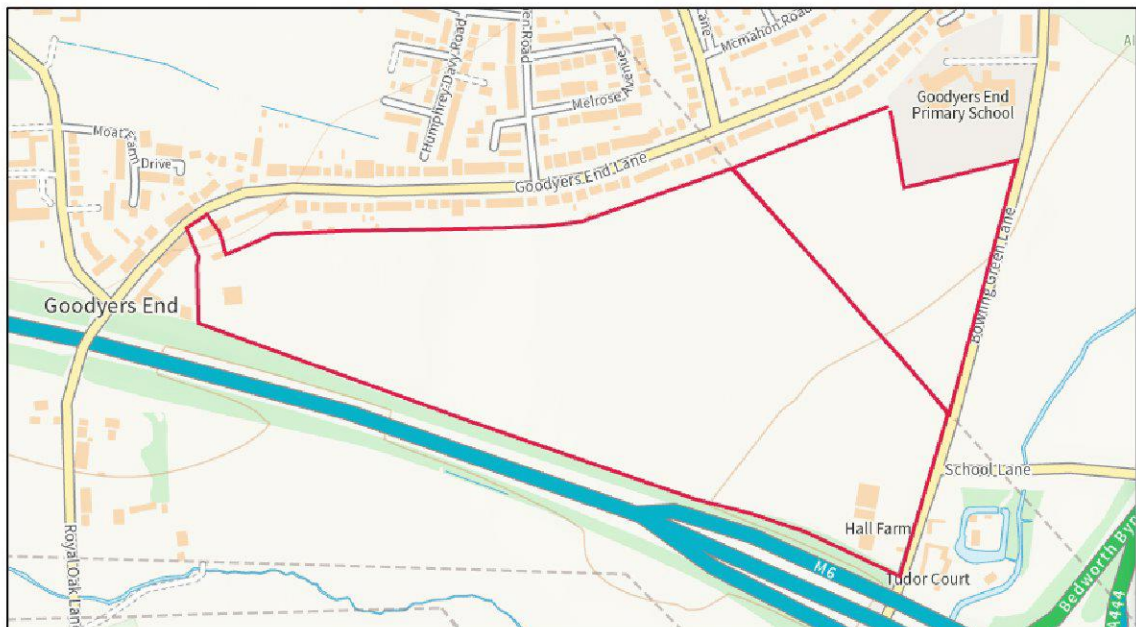 Lane
Mcmahon Road
Humphrey-Davy Road
Melrose Avenue
Goodyers End
Primary School
Moat Farm
Drive
Goodyers End Lane
Bowling Green Lane
Goodyers End
School Lane
Hall Farm
Royal Oak Lane
M6
Tudor Court
Bedworth Byp
A444